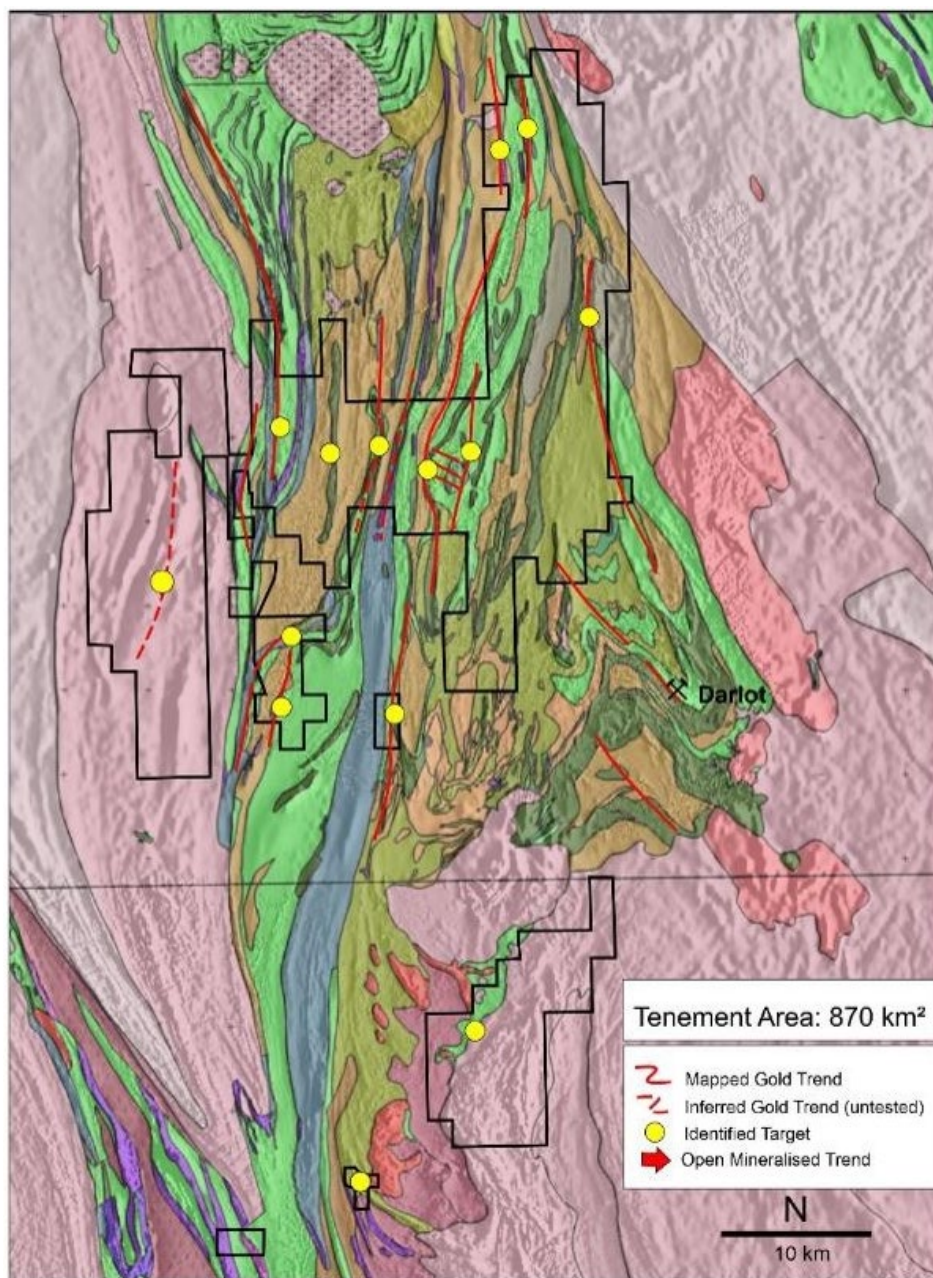 Darlot
Tenement Area: 870 km²
Mapped Gold Trend
Inferred Gold Trend (untested)
Identified Target
Open Mineralised Trend
N
10 km